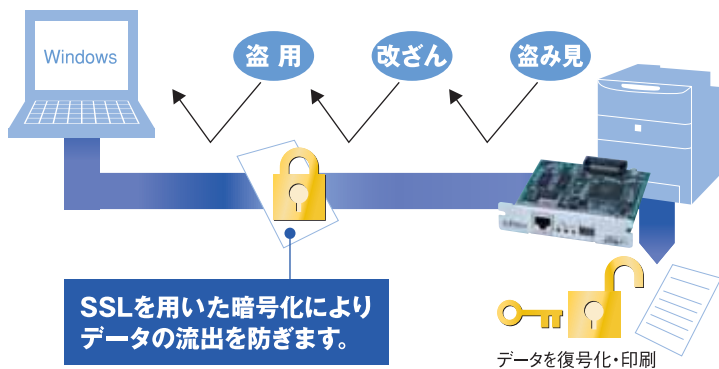 Windows
盗用
改ざん
盗み見
SSLを用いた暗号化により
データの流出を防ぎます。
データを復号化・印刷